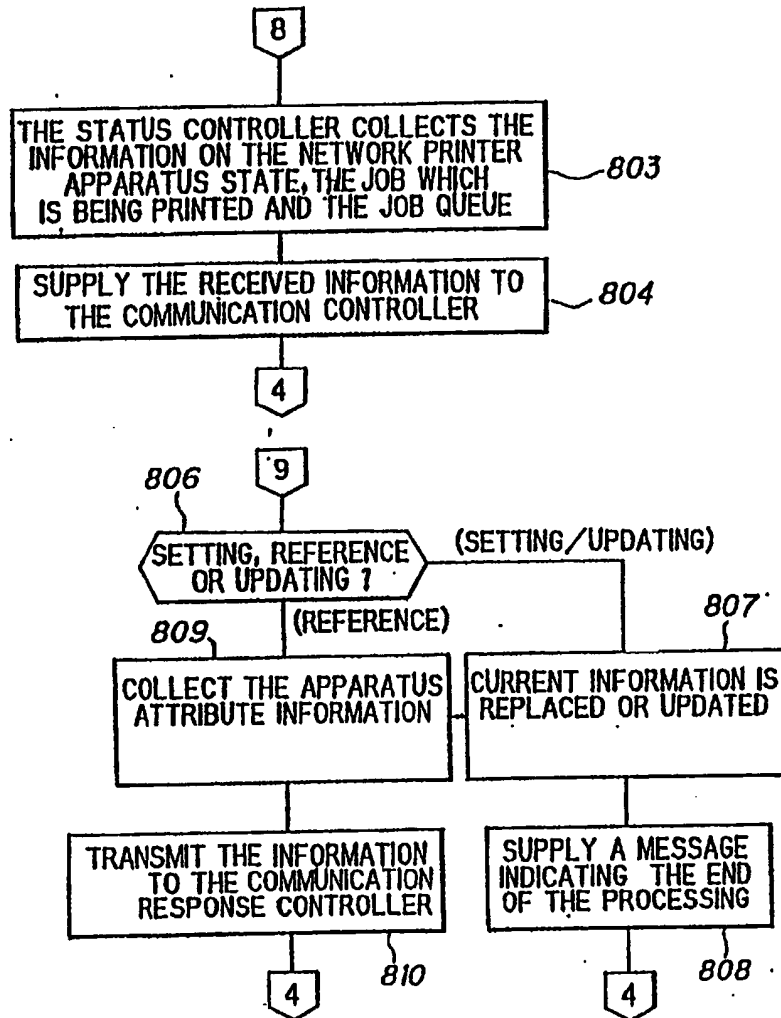 8
THE STATUS CONTROLLER COLLECTS THE
INFORMATION ON THE NETWORK PRINTER
APPARATUS STATE, THE JOB WHICH
IS BEING PRINTED AND THE JOB QUEUE
803
SUPPLY THE RECEIVED INFORMATION TO
THE COMMUNICATION CONTROLLER
804
4
9
806
SETTING, REFERENCE
OR UPDATING ?
(SETTING/UPDATING)
(REFERENCE)
809
807
COLLECT THE APPARATUS
ATTRIBUTE INFORMATION
CURRENT INFORMATION IS
REPLACED OR UPDATED
TRANSMIT THE INFORMATION
TO THE COMMUNICATION
RESPONSE CONTROLLER
SUPPLY A MESSAGE
INDICATING THE END
OF THE PROCESSING
810
808
4
4